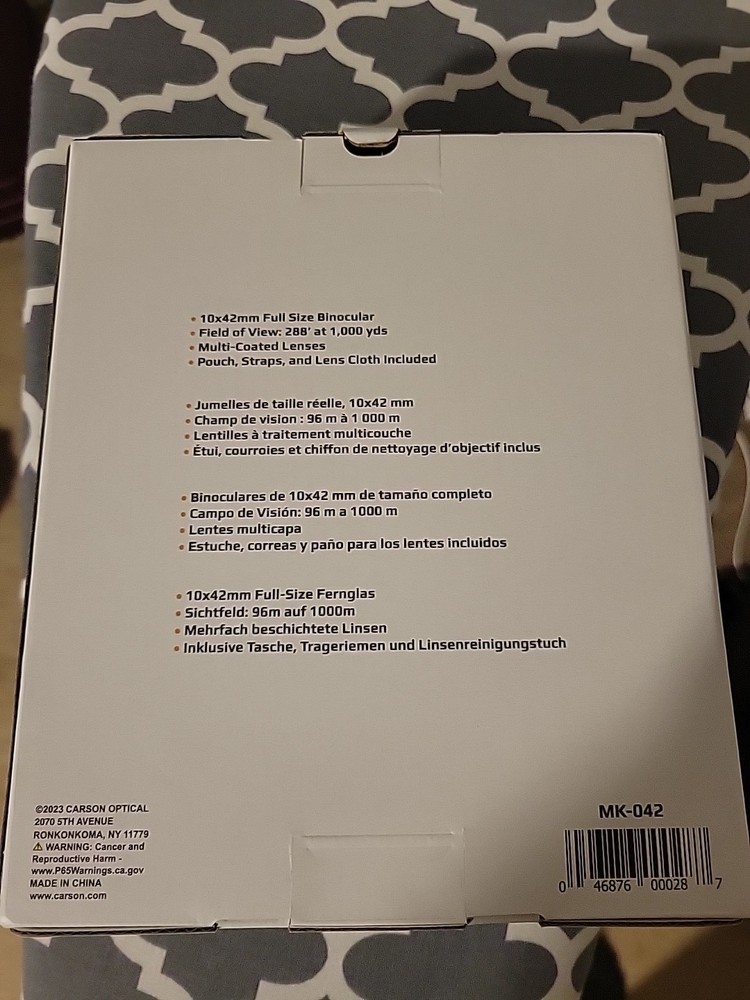 • 10x42mm Full Size Binocular
• Field of View: 288' at 1,000 yds
• Multi-Coated Lenses
• Pouch, Straps, and Lens Cloth Included
• Jumelles de taille réelle, 10x42 mm
• Champ de vision : 96 m à 1 000 m
• Lentilles à traitement multicouche
• Étui, courroies et chiffon de nettoyage d'objectif inclus
• Binoculares de 10x42 mm de tamaño completo
• Campo de Visión: 96 m a 1000 m
• Lentes multicapa
• Estuche, correas y paño para los lentes incluidos
• 10x42mm Full-Size Fernglas
• Sichtfeld: 96m auf 1000m
• Mehrfach beschichtete Linsen
• Inklusive Tasche, Trageriemen und Linsenreinigungstuch
©2023 CARSON OPTICAL
2070 5TH AVENUE
RONKONKOMA, NY 11779
⚠ WARNING: Cancer and
Reproductive Harm -
www.P65Warnings.ca.gov
MADE IN CHINA
www.carson.com
MK-042
0 46876 00028 7